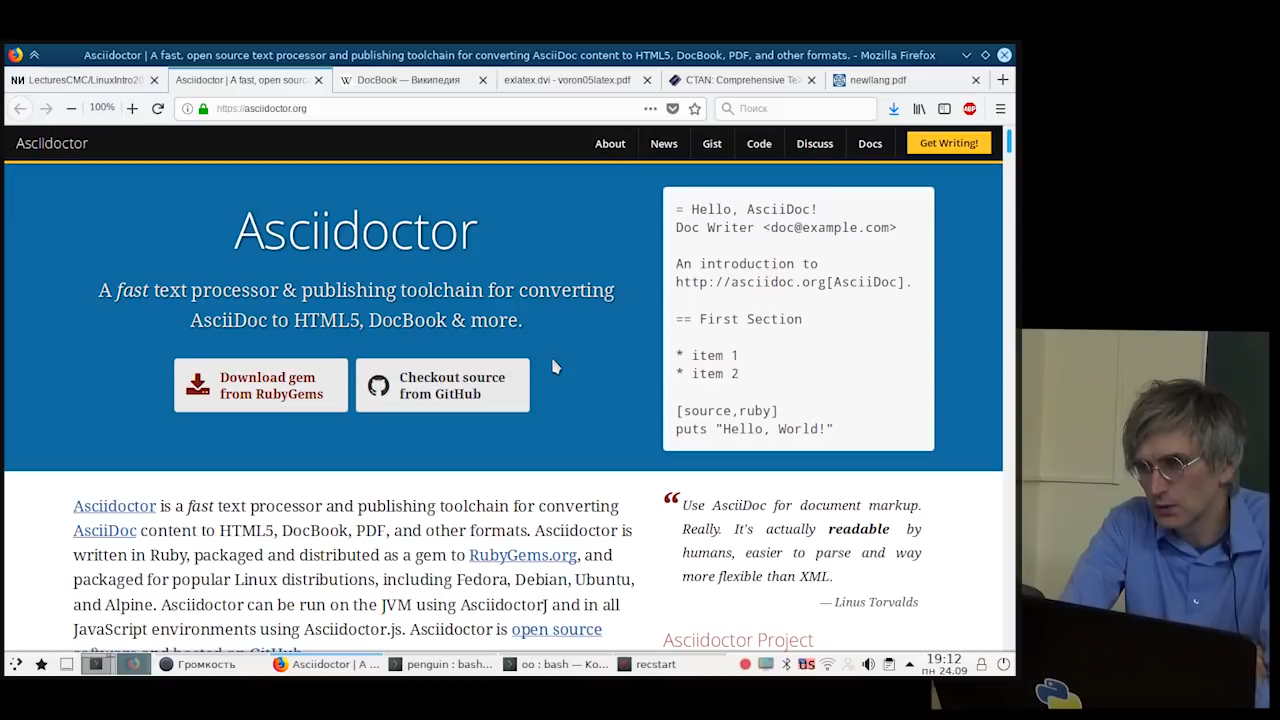 Asciidoctor | A fast, open source text processor and publishing toolchain for converting AsciiDoc content to HTML5, DocBook, PDF, and other formats. - Mozilla Firefox
LecturesCMC/LinuxIntro20
Asciidoctor | A fast, open sourc
DocBook — Википедия
exlatex.dvi - voron05latex.pdf
CTAN: Comprehensive Te
newllang.pdf
100%
https://asciidoctor.org
Поиск
ABP
Asciidoctor
About
News
Gist
Code
Discuss
Docs
Get Writing!
Asciidoctor
A fast text processor & publishing toolchain for converting
AsciiDoc to HTML5, DocBook & more.
Download gem
from RubyGems
Checkout source
from GitHub
= Hello, AsciiDoc!
Doc Writer <doc@example.com>
An introduction to
http://asciidoc.org[AsciiDoc].
== First Section
* item 1
* item 2
[source,ruby]
puts "Hello, World!"
Asciidoctor is a fast text processor and publishing toolchain for converting
AsciiDoc content to HTML5, DocBook, PDF, and other formats. Asciidoctor is
written in Ruby, packaged and distributed as a gem to RubyGems.org, and
packaged for popular Linux distributions, including Fedora, Debian, Ubuntu,
and Alpine. Asciidoctor can be run on the JVM using AsciidoctorJ and in all
JavaScript environments using Asciidoctor.js. Asciidoctor is open source
software and hosted on GitHub.
❝ Use AsciiDoc for document markup.
Really. It's actually readable by
humans, easier to parse and way
more flexible than XML.
— Linus Torvalds
Asciidoctor Project
Громкость
Asciidoctor | A ...
penguin : bash...
oo : bash — Ko...
recstart
US
19:12
пн 24.09